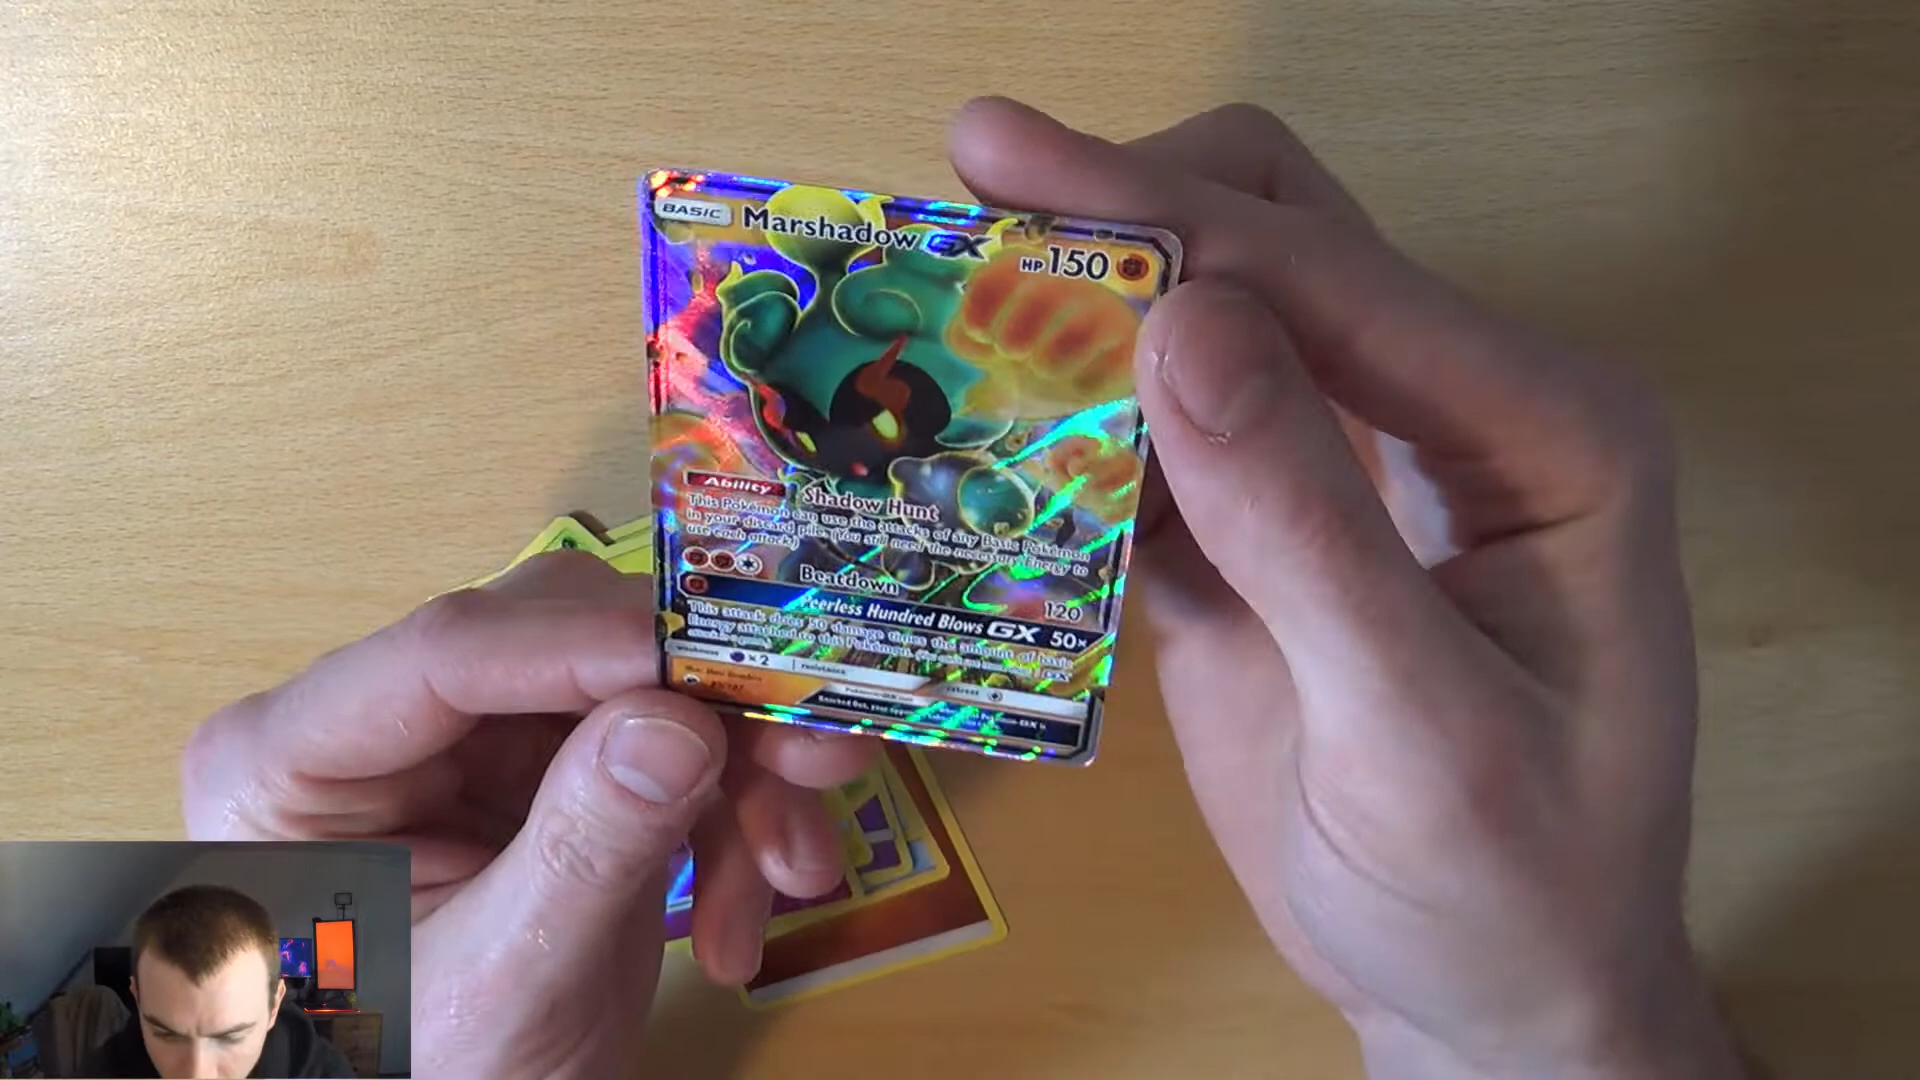 BASIC Marshadow GX HP 150
Ability Shadow Hunt
This Pokémon can use the attacks of any Basic Pokémon
in your discard pile. (You still need the necessary Energy to
use each attack.)
Beatdown 120
Peerless Hundred Blows GX 50×
This attack does 50 damage times the amount of basic
Energy attached to this Pokémon.
weakness ×2 resistance retreat